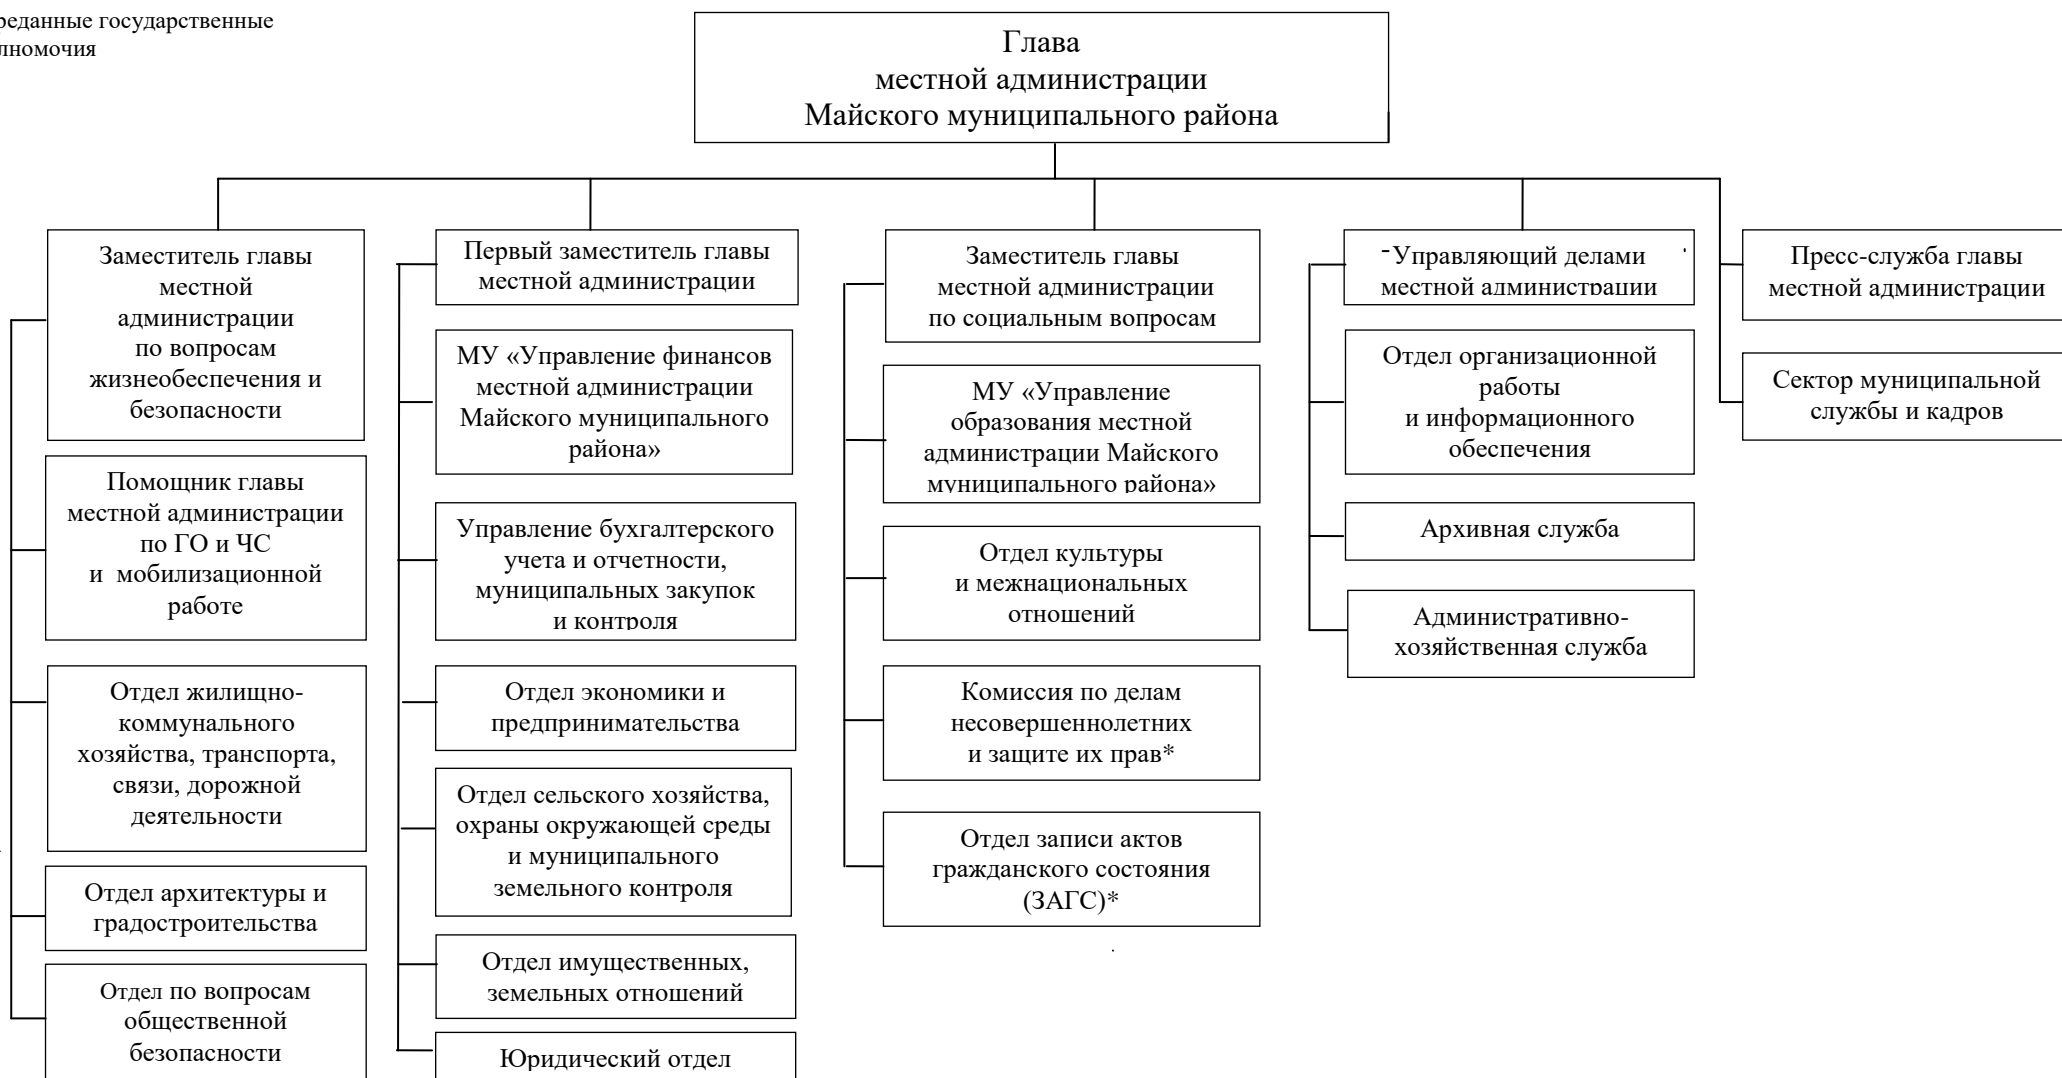 реданные государственные
лномочия
Глава
местной администрации
Майского муниципального района
Заместитель главы
местной
администрации
по вопросам
жизнеобеспечения и
безопасности
Помощник главы
местной администрации
по ГО и ЧС
и мобилизационной
работе
Отдел жилищно-
коммунального
хозяйства, транспорта,
связи, дорожной
деятельности
Отдел архитектуры и
градостроительства
Отдел по вопросам
общественной
безопасности
Первый заместитель главы
местной администрации
МУ «Управление финансов
местной администрации
Майского муниципального
района»
Управление бухгалтерского
учета и отчетности,
муниципальных закупок
и контроля
Отдел экономики и
предпринимательства
Отдел сельского хозяйства,
охраны окружающей среды
и муниципального
земельного контроля
Отдел имущественных,
земельных отношений
Юридический отдел
Заместитель главы
местной администрации
по социальным вопросам
МУ «Управление
образования местной
администрации Майского
муниципального района»
Отдел культуры
и межнациональных
отношений
Комиссия по делам
несовершеннолетних
и защите их прав*
Отдел записи актов
гражданского состояния
(ЗАГС)*
Управляющий делами
местной администрации
Отдел организационной
работы
и информационного
обеспечения
Архивная служба
Административно-
хозяйственная служба
Пресс-служба главы
местной администрации
Сектор муниципальной
службы и кадров